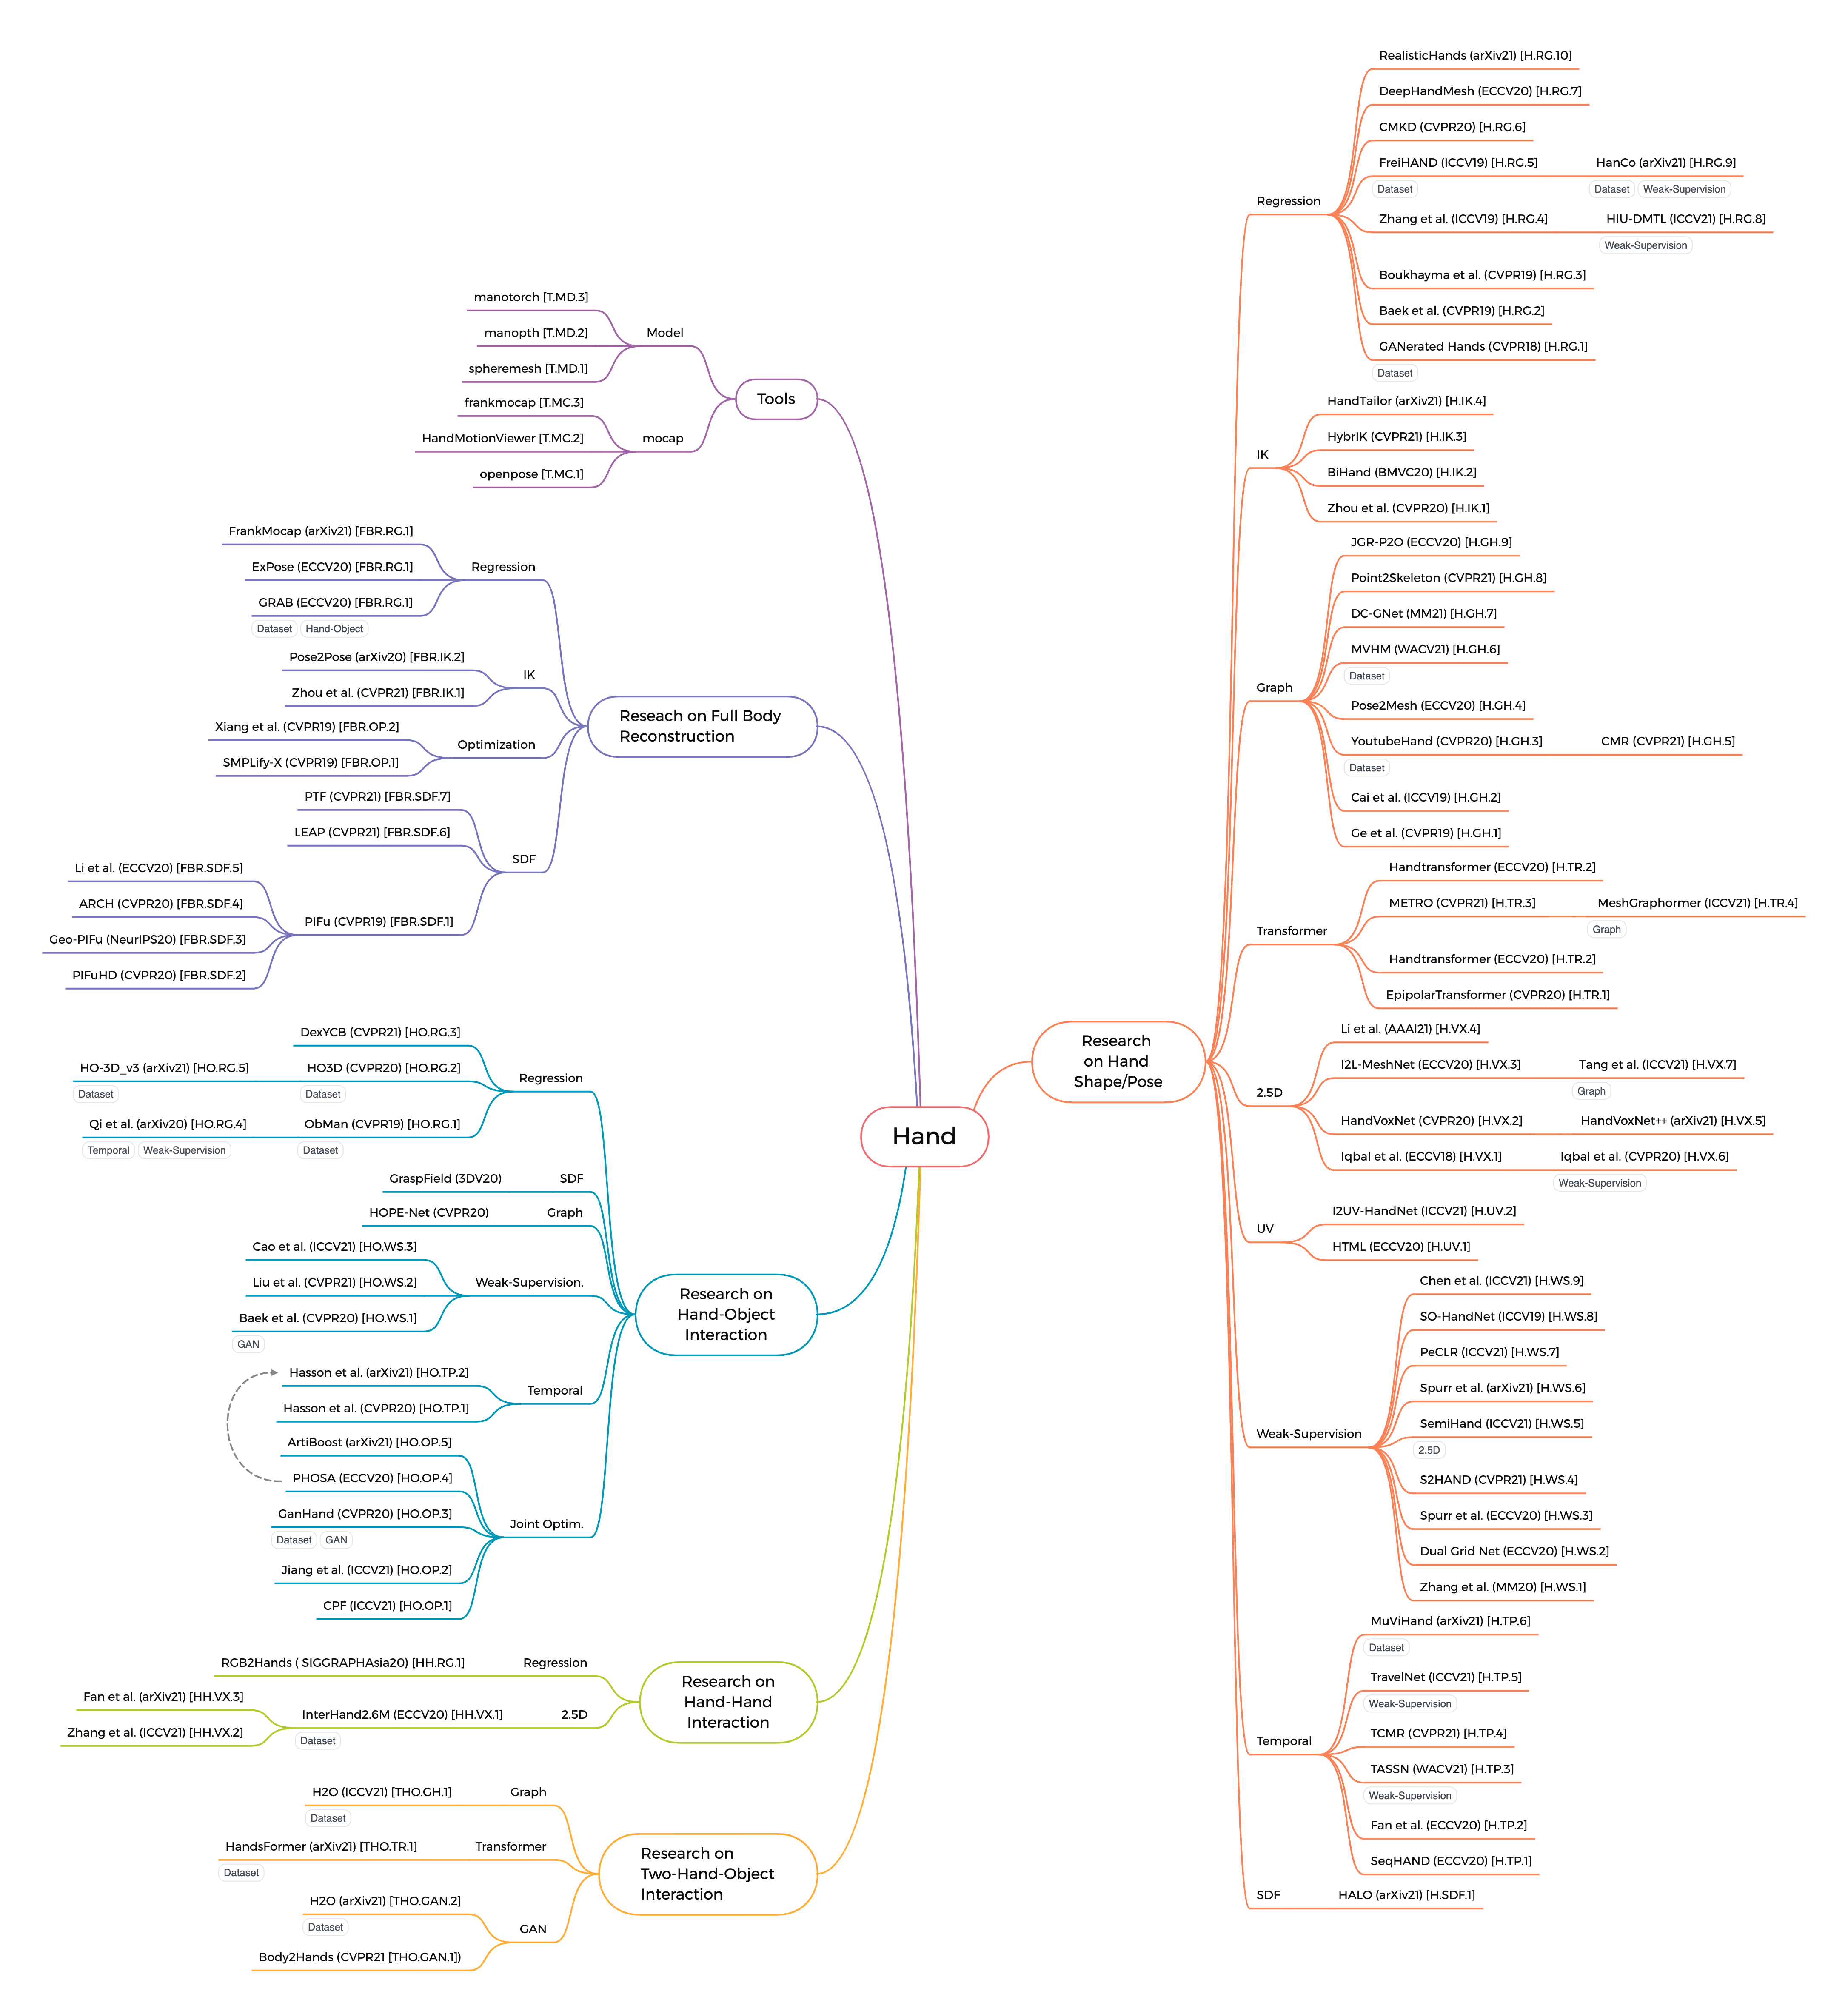 Hand
Tools
Model
manotorch [T.MD.3]
manopth [T.MD.2]
spheremesh [T.MD.1]
mocap
frankmocap [T.MC.3]
HandMotionViewer [T.MC.2]
openpose [T.MC.1]
Reseach on Full Body
Reconstruction
Regression
FrankMocap (arXiv21) [FBR.RG.1]
ExPose (ECCV20) [FBR.RG.1]
GRAB (ECCV20) [FBR.RG.1]
Dataset Hand-Object
IK
Pose2Pose (arXiv20) [FBR.IK.2]
Zhou et al. (CVPR21) [FBR.IK.1]
Optimization
Xiang et al. (CVPR19) [FBR.OP.2]
SMPLify-X (CVPR19) [FBR.OP.1]
SDF
PTF (CVPR21) [FBR.SDF.7]
LEAP (CVPR21) [FBR.SDF.6]
PIFu (CVPR19) [FBR.SDF.1]
Li et al. (ECCV20) [FBR.SDF.5]
ARCH (CVPR20) [FBR.SDF.4]
Geo-PIFu (NeurIPS20) [FBR.SDF.3]
PIFuHD (CVPR20) [FBR.SDF.2]
Research on
Hand-Object
Interaction
Regression
DexYCB (CVPR21) [HO.RG.3]
HO3D (CVPR20) [HO.RG.2]
Dataset
HO-3D_v3 (arXiv21) [HO.RG.5]
Dataset
ObMan (CVPR19) [HO.RG.1]
Dataset
Qi et al. (arXiv20) [HO.RG.4]
Temporal Weak-Supervision
SDF
GraspField (3DV20)
Graph
HOPE-Net (CVPR20)
Weak-Supervision.
Cao et al. (ICCV21) [HO.WS.3]
Liu et al. (CVPR21) [HO.WS.2]
Baek et al. (CVPR20) [HO.WS.1]
GAN
Temporal
Hasson et al. (arXiv21) [HO.TP.2]
Hasson et al. (CVPR20) [HO.TP.1]
Joint Optim.
ArtiBoost (arXiv21) [HO.OP.5]
PHOSA (ECCV20) [HO.OP.4]
GanHand (CVPR20) [HO.OP.3]
Dataset GAN
Jiang et al. (ICCV21) [HO.OP.2]
CPF (ICCV21) [HO.OP.1]
Research on
Hand-Hand
Interaction
Regression
RGB2Hands ( SIGGRAPHAsia20) [HH.RG.1]
2.5D
InterHand2.6M (ECCV20) [HH.VX.1]
Dataset
Fan et al. (arXiv21) [HH.VX.3]
Zhang et al. (ICCV21) [HH.VX.2]
Research on
Two-Hand-Object
Interaction
Graph
H2O (ICCV21) [THO.GH.1]
Dataset
Transformer
HandsFormer (arXiv21) [THO.TR.1]
Dataset
GAN
H2O (arXiv21) [THO.GAN.2]
Dataset
Body2Hands (CVPR21 [THO.GAN.1])
Research
on Hand
Shape/Pose
Regression
RealisticHands (arXiv21) [H.RG.10]
DeepHandMesh (ECCV20) [H.RG.7]
CMKD (CVPR20) [H.RG.6]
FreiHAND (ICCV19) [H.RG.5]
Dataset
HanCo (arXiv21) [H.RG.9]
Dataset Weak-Supervision
Zhang et al. (ICCV19) [H.RG.4]
HIU-DMTL (ICCV21) [H.RG.8]
Weak-Supervision
Boukhayma et al. (CVPR19) [H.RG.3]
Baek et al. (CVPR19) [H.RG.2]
GANerated Hands (CVPR18) [H.RG.1]
Dataset
IK
HandTailor (arXiv21) [H.IK.4]
HybrIK (CVPR21) [H.IK.3]
BiHand (BMVC20) [H.IK.2]
Zhou et al. (CVPR20) [H.IK.1]
Graph
JGR-P2O (ECCV20) [H.GH.9]
Point2Skeleton (CVPR21) [H.GH.8]
DC-GNet (MM21) [H.GH.7]
MVHM (WACV21) [H.GH.6]
Dataset
Pose2Mesh (ECCV20) [H.GH.4]
YoutubeHand (CVPR20) [H.GH.3]
Dataset
CMR (CVPR21) [H.GH.5]
Cai et al. (ICCV19) [H.GH.2]
Ge et al. (CVPR19) [H.GH.1]
Transformer
Handtransformer (ECCV20) [H.TR.2]
METRO (CVPR21) [H.TR.3]
MeshGraphormer (ICCV21) [H.TR.4]
Graph
Handtransformer (ECCV20) [H.TR.2]
EpipolarTransformer (CVPR20) [H.TR.1]
2.5D
Li et al. (AAAI21) [H.VX.4]
I2L-MeshNet (ECCV20) [H.VX.3]
Tang et al. (ICCV21) [H.VX.7]
Graph
HandVoxNet (CVPR20) [H.VX.2]
HandVoxNet++ (arXiv21) [H.VX.5]
Iqbal et al. (ECCV18) [H.VX.1]
Iqbal et al. (CVPR20) [H.VX.6]
Weak-Supervision
UV
I2UV-HandNet (ICCV21) [H.UV.2]
HTML (ECCV20) [H.UV.1]
Weak-Supervision
Chen et al. (ICCV21) [H.WS.9]
SO-HandNet (ICCV19) [H.WS.8]
PeCLR (ICCV21) [H.WS.7]
Spurr et al. (arXiv21) [H.WS.6]
SemiHand (ICCV21) [H.WS.5]
2.5D
S2HAND (CVPR21) [H.WS.4]
Spurr et al. (ECCV20) [H.WS.3]
Dual Grid Net (ECCV20) [H.WS.2]
Zhang et al. (MM20) [H.WS.1]
Temporal
MuViHand (arXiv21) [H.TP.6]
Dataset
TravelNet (ICCV21) [H.TP.5]
Weak-Supervision
TCMR (CVPR21) [H.TP.4]
TASSN (WACV21) [H.TP.3]
Weak-Supervision
Fan et al. (ECCV20) [H.TP.2]
SeqHAND (ECCV20) [H.TP.1]
SDF
HALO (arXiv21) [H.SDF.1]